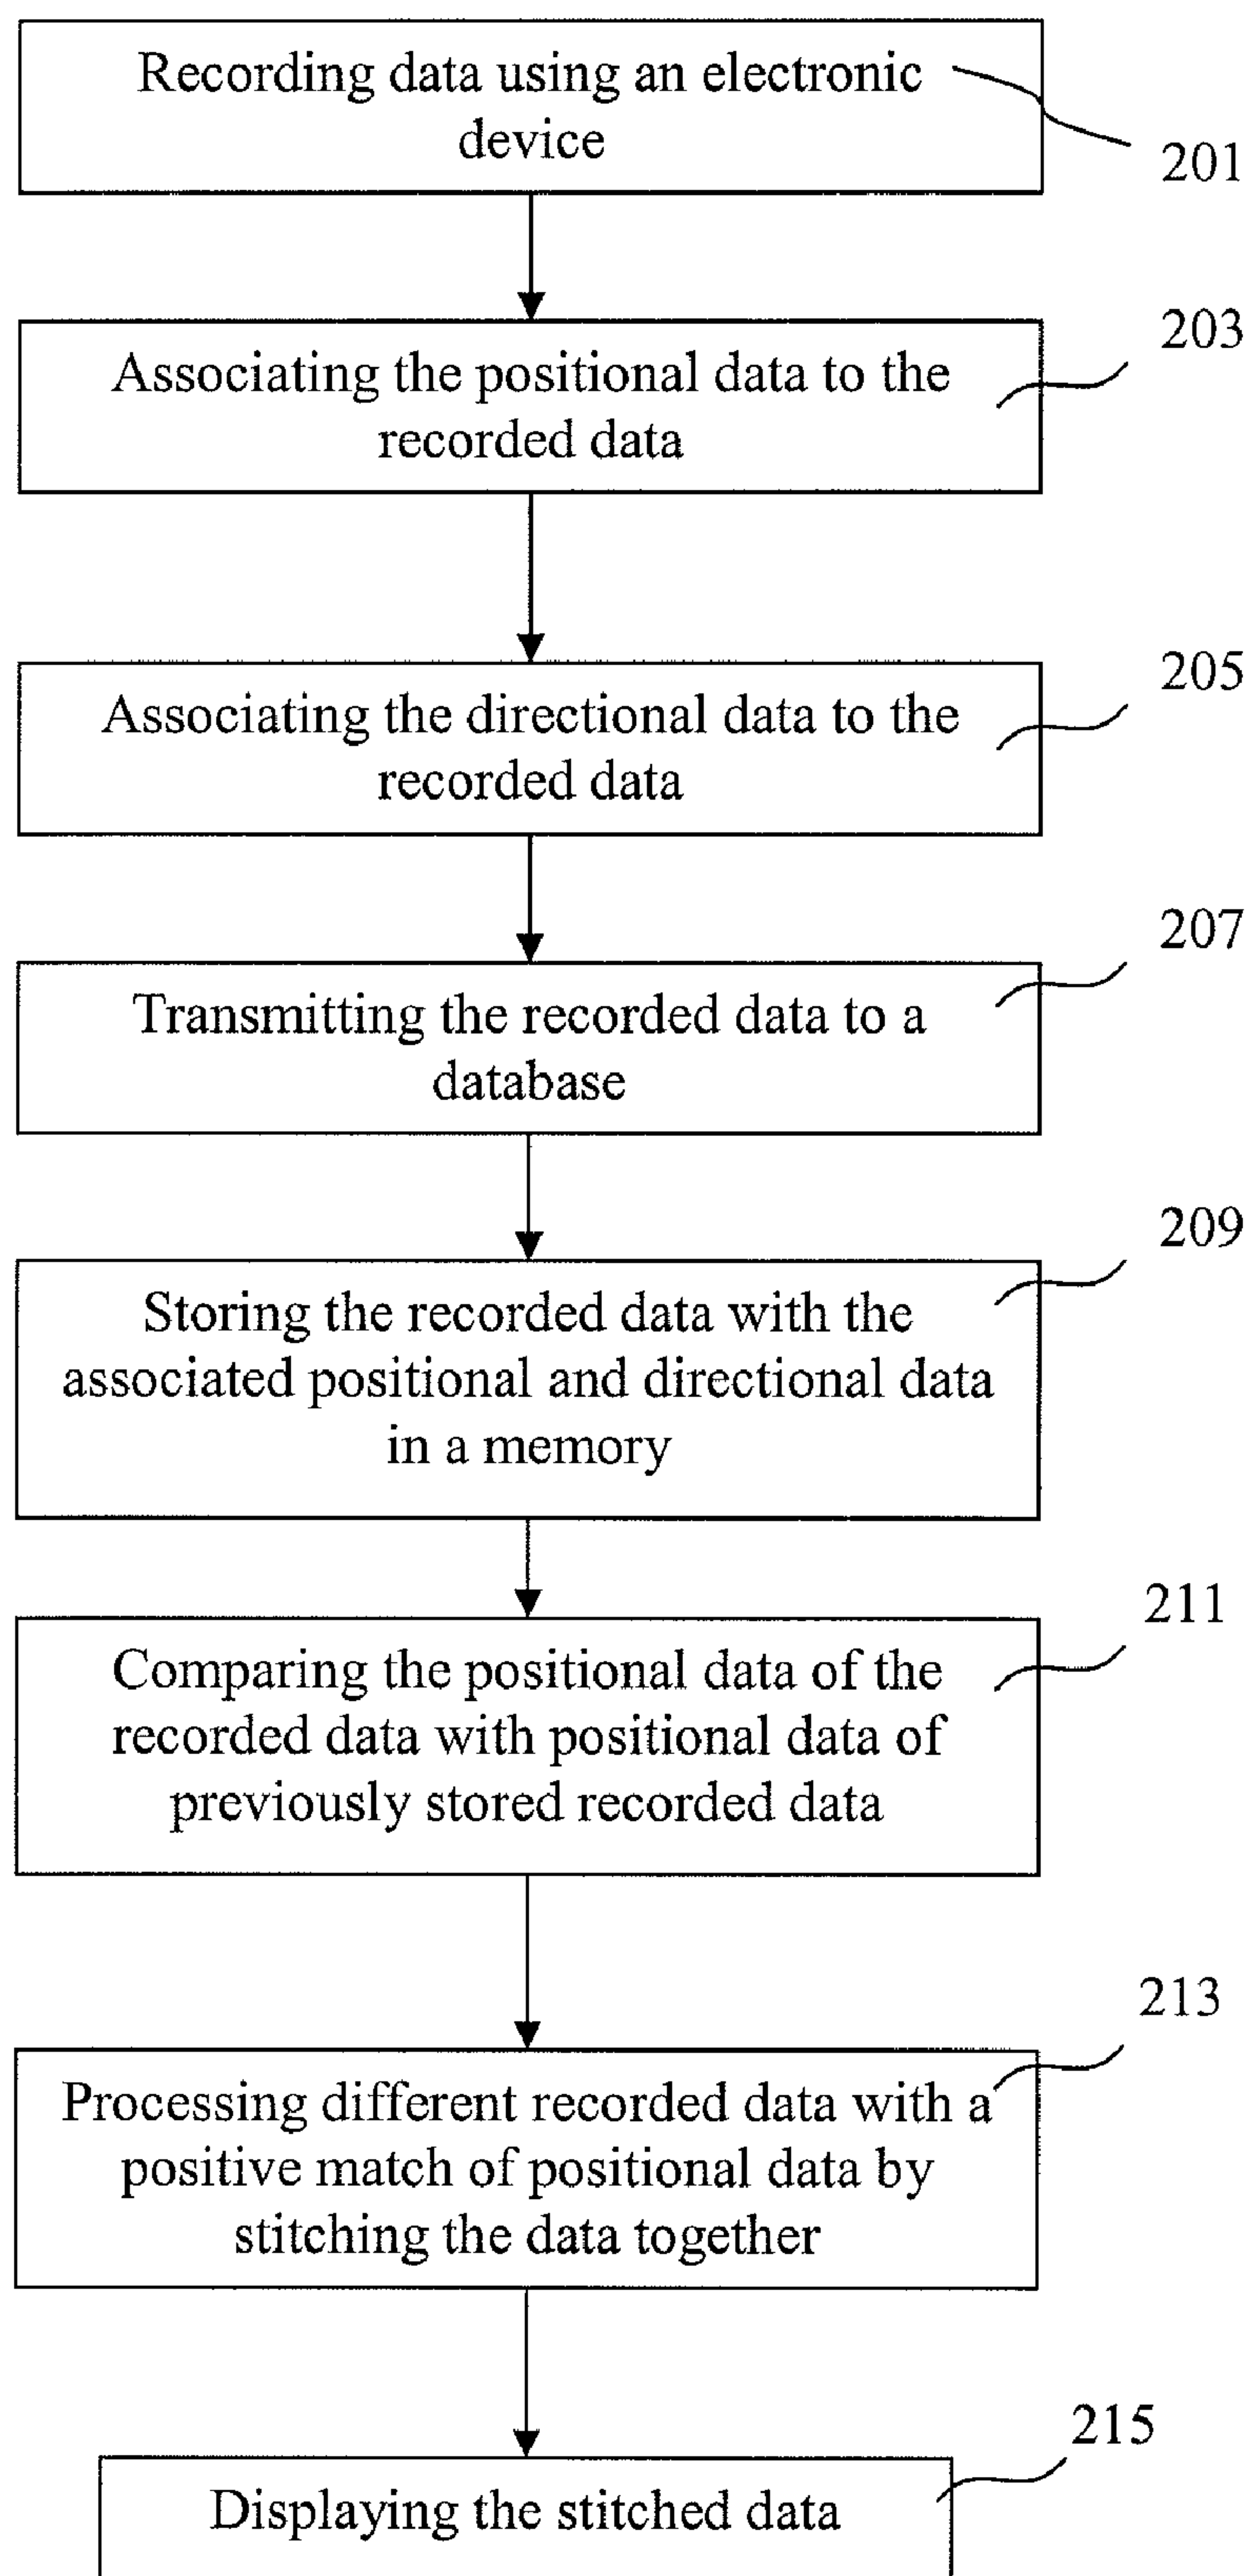 Recording data using an electronic
device
201
203
Associating the positional data to the
recorded data
205
Associating the directional data to the
recorded data
207
Transmitting the recorded data to a
database
209
Storing the recorded data with the
associated positional and directional data
in a memory
211
Comparing the positional data of the
recorded data with positional data of
previously stored recorded data
213
Processing different recorded data with a
positive match of positional data by
stitching the data together
215
Displaying the stitched data